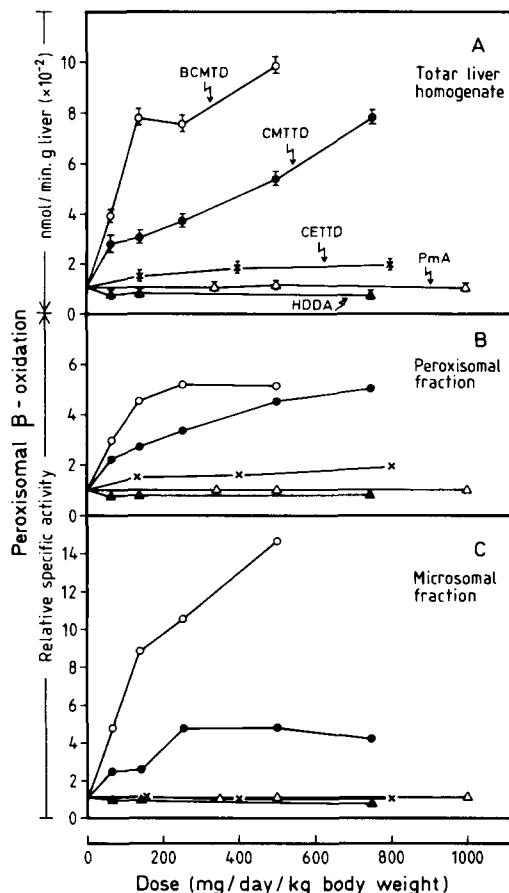 A
Totar liver
homogenate
BCMTD
CMTTD
CETTD
PmA
HDDA
10
8
6
4
2
0
nmol/min. g liver (×10⁻²)
B
Peroxisomal
fraction
6
4
2
0
C
Microsomal
fraction
14
12
10
8
6
4
2
0
Relative specific activity
Peroxisomal β-oxidation
0 200 400 600 800 1000
Dose (mg/day/kg body weight)